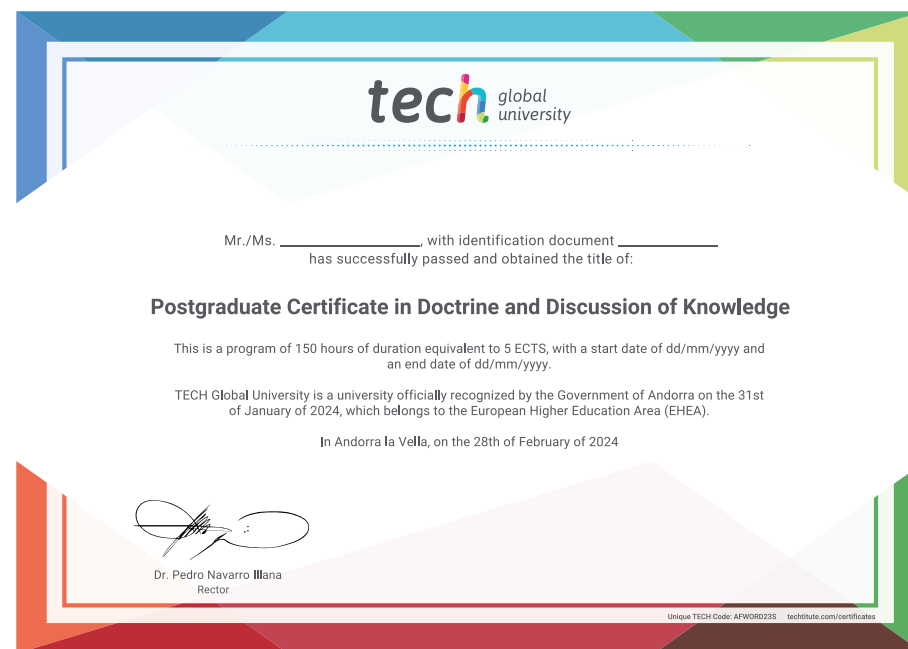 tech global university
Mr./Ms. ____________________, with identification document ______________
has successfully passed and obtained the title of:
Postgraduate Certificate in Doctrine and Discussion of Knowledge
This is a program of 150 hours of duration equivalent to 5 ECTS, with a start date of dd/mm/yyyy and
an end date of dd/mm/yyyy.
TECH Global University is a university officially recognized by the Government of Andorra on the 31st
of January of 2024, which belongs to the European Higher Education Area (EHEA).
In Andorra la Vella, on the 28th of February of 2024
Dr. Pedro Navarro Illana
Rector
Unique TECH Code: AFWORD23S techtitute.com/certificates